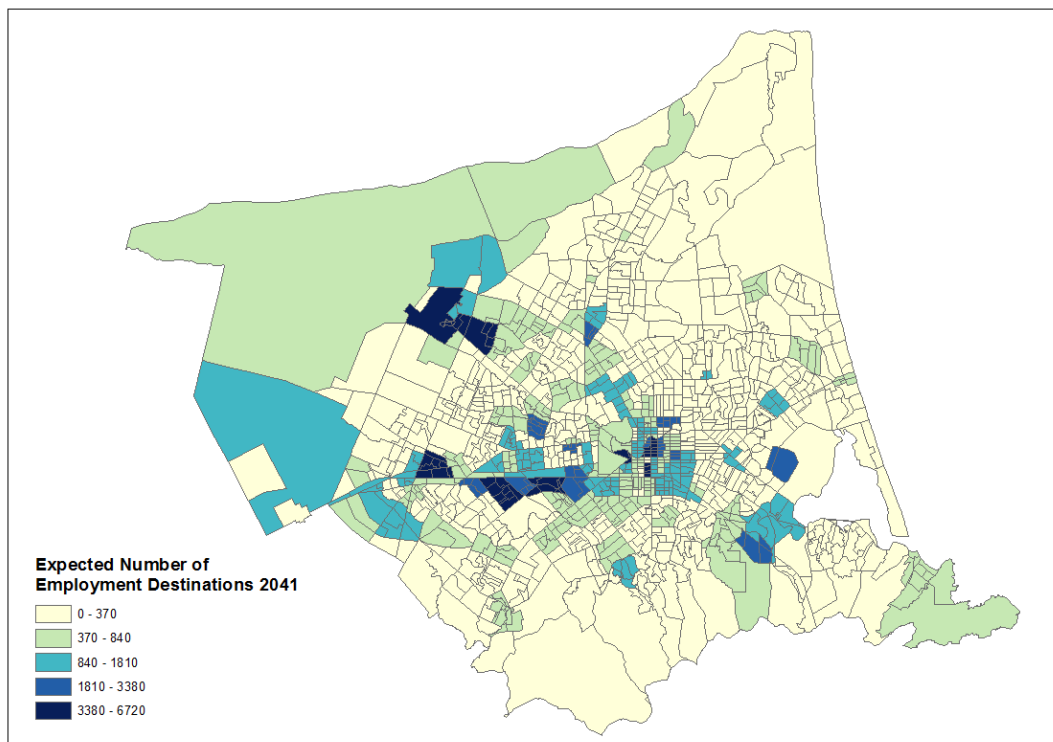 Expected Number of
Employment Destinations 2041
0 - 370
370 - 840
840 - 1810
1810 - 3380
3380 - 6720